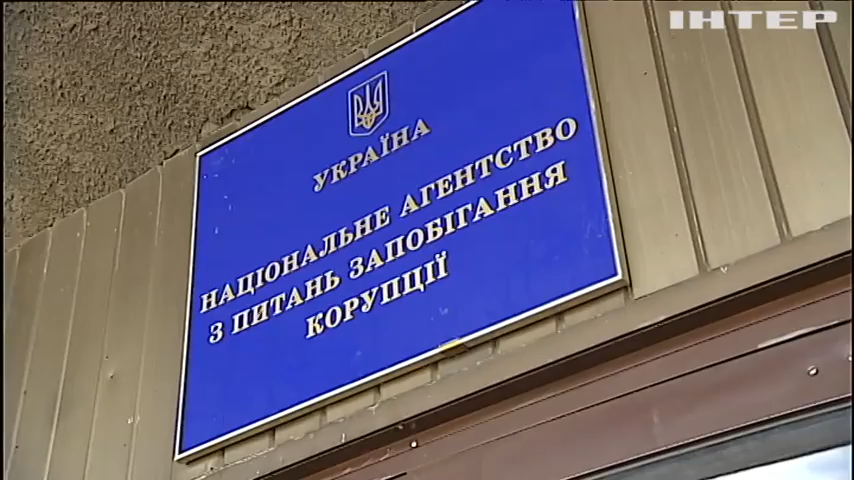 ІНТЕР
УКРАЇНА
НАЦІОНАЛЬНЕ АГЕНТСТВО
З ПИТАНЬ ЗАПОБІГАННЯ
КОРУПЦІЇ